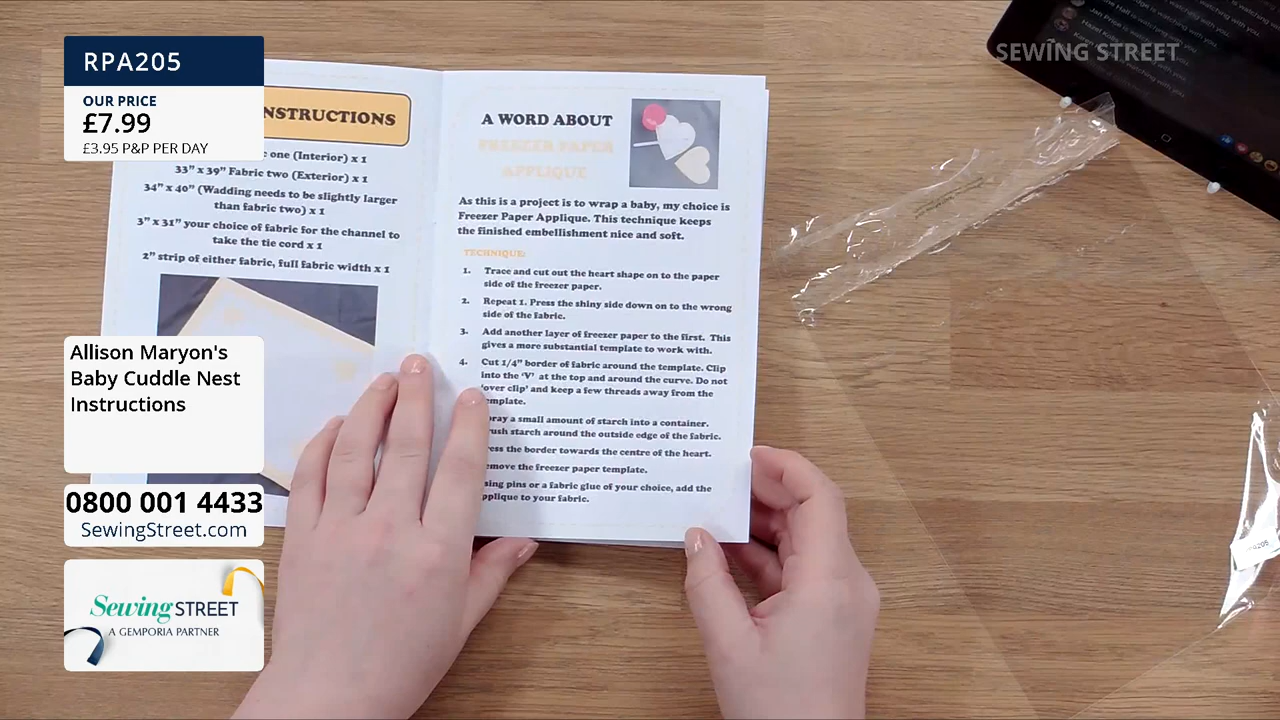 RPA205
OUR PRICE
£7.99
£3.95 P&P PER DAY
Allison Maryon's
Baby Cuddle Nest
Instructions
0800 001 4433
SewingStreet.com
Sewing STREET
A GEMPORIA PARTNER
SEWING STREET
NSTRUCTIONS
one (Interior) x 1
33” x 39” Fabric two (Exterior) x 1
34” x 40” (Wadding needs to be slightly larger
than fabric two) x 1
3” x 31” your choice of fabric for the channel to
take the tie cord x 1
2” strip of either fabric, full fabric width x 1
A WORD ABOUT
FREEZER PAPER
APPLIQUE
As this is a project is to wrap a baby, my choice is
Freezer Paper Applique. This technique keeps
the finished embellishment nice and soft.
TECHNIQUE:
1. Trace and cut out the heart shape on to the paper
side of the freezer paper.
2. Repeat 1. Press the shiny side down on to the wrong
side of the fabric.
3. Add another layer of freezer paper to the first. This
gives a more substantial template to work with.
4. Cut 1/4” border of fabric around the template. Clip
into the ‘V’ at the top and around the curve. Do not
‘over clip’ and keep a few threads away from the
emplate.
pray a small amount of starch into a container.
rush starch around the outside edge of the fabric.
ress the border towards the centre of the heart.
emove the freezer paper template.
sing pins or a fabric glue of your choice, add the
pplique to your fabric.